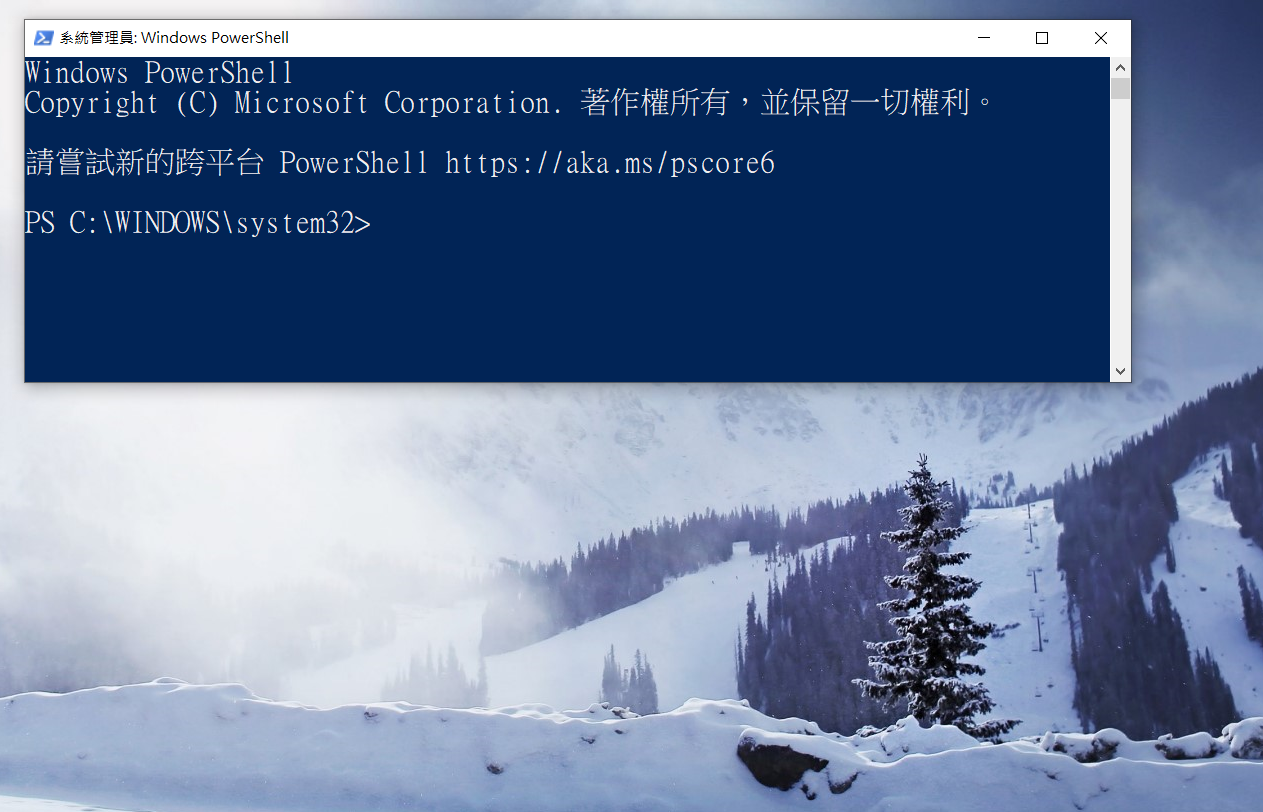 系統管理員: Windows PowerShell
Windows PowerShell
Copyright (C) Microsoft Corporation. 著作權所有，並保留一切權利。
請嘗試新的跨平台 PowerShell https://aka.ms/pscore6
PS C:\WINDOWS\system32>